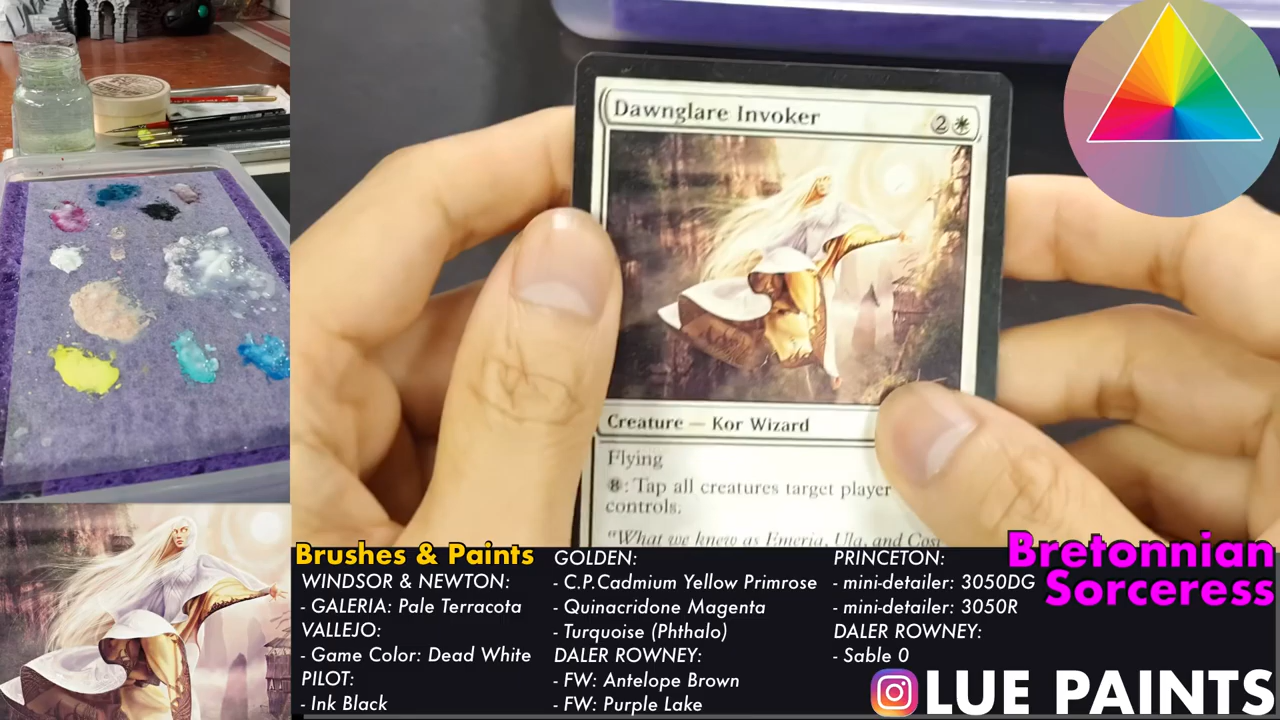 Dawnglare Invoker 2
Creature — Kor Wizard
Flying
8: Tap all creatures target player
controls.
"What we knew as Emeria, Ula, and
Brushes & Paints
WINDSOR & NEWTON:
- GALERIA: Pale Terracota
VALLEJO:
- Game Color: Dead White
PILOT:
- Ink Black
GOLDEN:
- C.P.Cadmium Yellow Primrose
- Quinacridone Magenta
- Turquoise (Phthalo)
DALER ROWNEY:
- FW: Antelope Brown
- FW: Purple Lake
PRINCETON:
- mini-detailer: 3050DG
- mini-detailer: 3050R
DALER ROWNEY:
- Sable 0
Bretonnian
Sorceress
LUE PAINTS